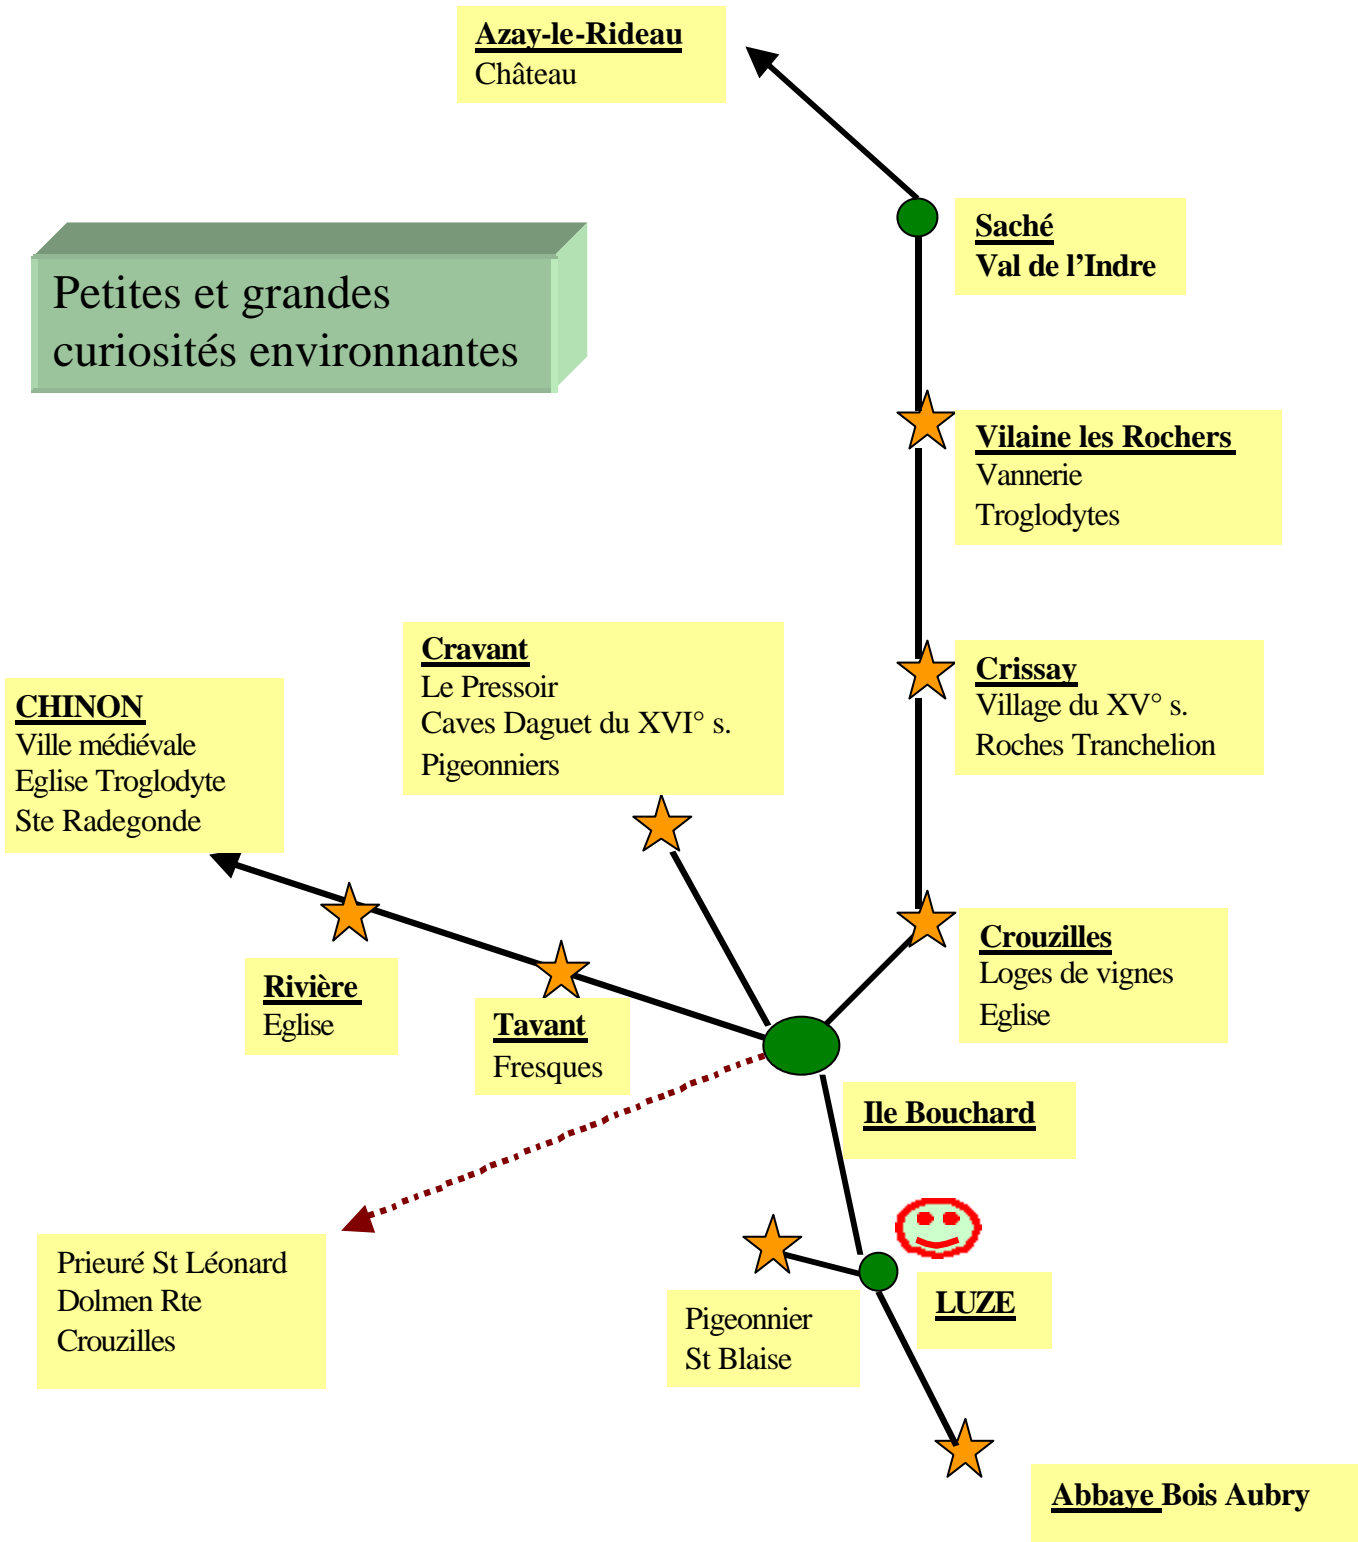 Azay-le-Rideau
Château
Saché
Val de l’Indre
Petites et grandes
curiosités environnantes
Vilaine les Rochers
Vannerie
Troglodytes
Cravant
Le Pressoir
Caves Daguet du XVI° s.
Pigeonniers
Crissay
Village du XV° s.
Roches Tranchelion
CHINON
Ville médiévale
Eglise Troglodyte
Ste Radegonde
Crouzilles
Loges de vignes
Eglise
Rivière
Eglise
Tavant
Fresques
Ile Bouchard
Prieuré St Léonard
Dolmen Rte
Crouzilles
LUZE
Pigeonnier
St Blaise
Abbaye Bois Aubry